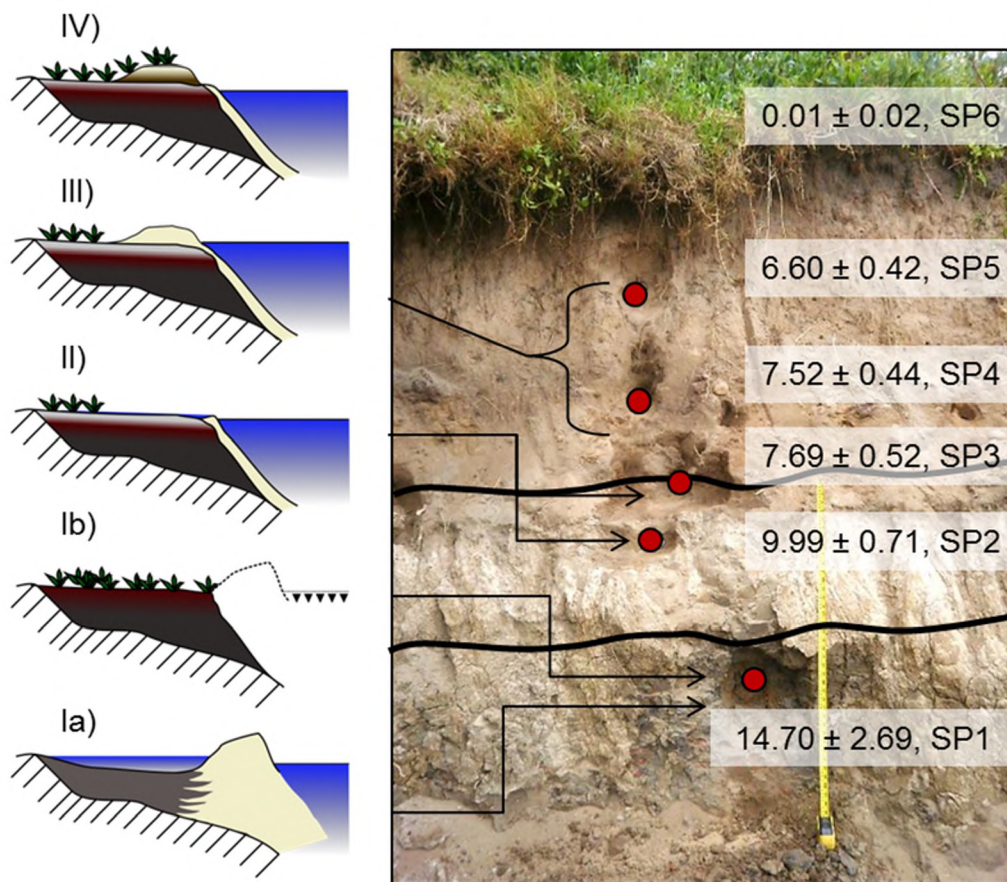 IV)
III)
II)
Ib)
Ia)
0.01 ± 0.02, SP6
6.60 ± 0.42, SP5
7.52 ± 0.44, SP4
7.69 ± 0.52, SP3
9.99 ± 0.71, SP2
14.70 ± 2.69, SP1